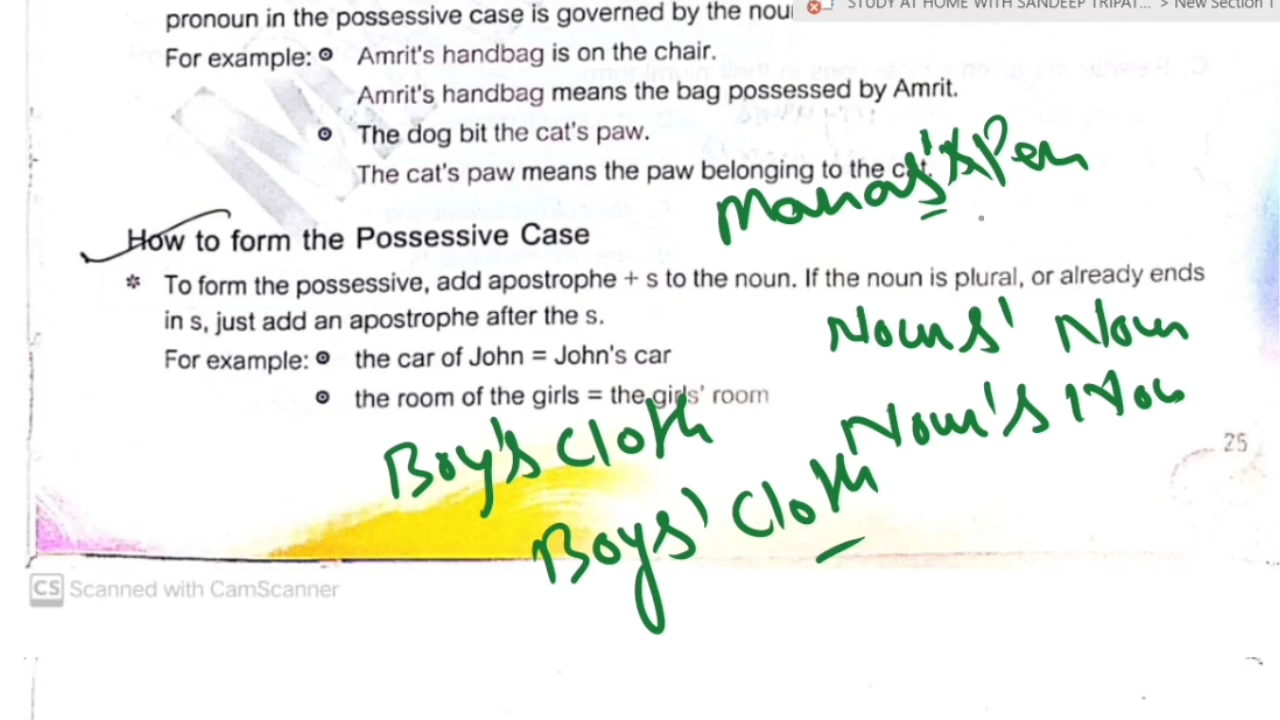 STUDY AT HOME WITH SANDEEP TRIPAT... > New Section 1
pronoun in the possessive case is governed by the nou
For example: Amrit's handbag is on the chair.
Amrit's handbag means the bag possessed by Amrit.
The dog bit the cat's paw.
The cat's paw means the paw belonging to the cat.
Pen
How to form the Possessive Case
* To form the possessive, add apostrophe + s to the noun. If the noun is plural, or already ends
in s, just add an apostrophe after the s.
Nouns' Noun
For example: the car of John = John's car
the room of the girls = the girls' room
Noun's Nou
Boy's Cloth
25
Boys' Cloth
CS Scanned with CamScanner